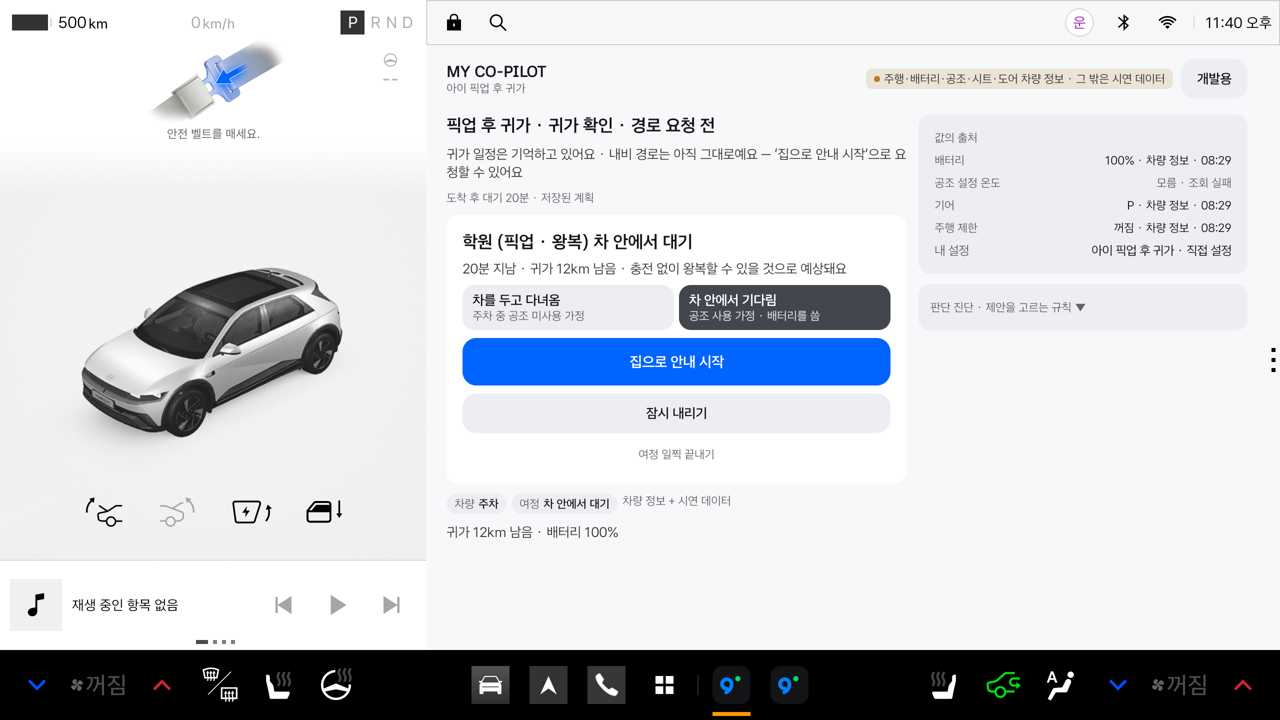 500 km
0 km/h
P R N D
안전 벨트를 매세요.
재생 중인 항목 없음
운
11:40 오후
MY CO-PILOT
아이 픽업 후 귀가
주행·배터리·공조·시트·도어 차량 정보 · 그 밖은 시연 데이터
개발용
픽업 후 귀가 · 귀가 확인 · 경로 요청 전
귀가 일정은 기억하고 있어요 · 내비 경로는 아직 그대로예요 — ‘집으로 안내 시작’으로 요
청할 수 있어요
도착 후 대기 20분 · 저장된 계획
학원 (픽업 · 왕복) 차 안에서 대기
20분 지남 · 귀가 12km 남음 · 충전 없이 왕복할 수 있을 것으로 예상돼요
차를 두고 다녀옴
주차 중 공조 미사용 가정
차 안에서 기다림
공조 사용 가정 · 배터리를 씀
집으로 안내 시작
잠시 내리기
여정 일찍 끝내기
차량 주차
여정 차 안에서 대기
차량 정보 + 시연 데이터
귀가 12km 남음 · 배터리 100%
값의 출처
배터리 100% · 차량 정보 · 08:29
공조 설정 온도 모름 · 조회 실패
기어 P · 차량 정보 · 08:29
주행 제한 꺼짐 · 차량 정보 · 08:29
내 설정 아이 픽업 후 귀가 · 직접 설정
판단 진단 · 제안을 고르는 규칙 ▼
꺼짐
A
꺼짐